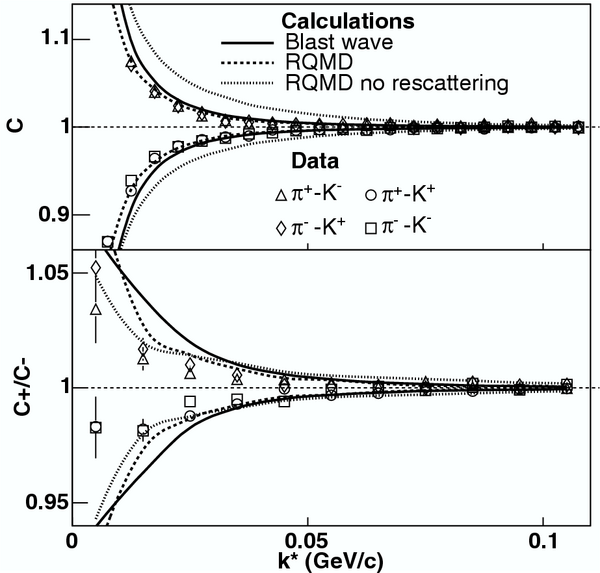 Calculations
Blast wave
RQMD
RQMD no rescattering
1.1
C
1
Data
π⁺-K⁻
π⁺-K⁺
π⁻-K⁺
π⁻-K⁻
0.9
1.05
C+/C-
1
0.95
0
0.05
0.1
k* (GeV/c)